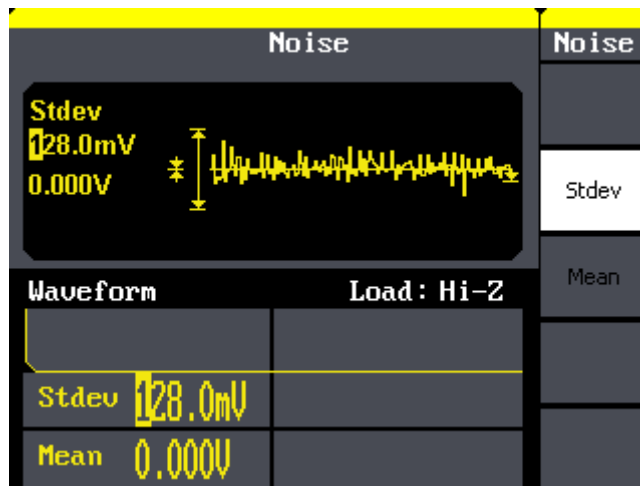 Noise
Noise
Stdev
128.0mV
0.000V
Stdev
Mean
Waveform Load: Hi-Z
Stdev 128.0mV
Mean 0.000V